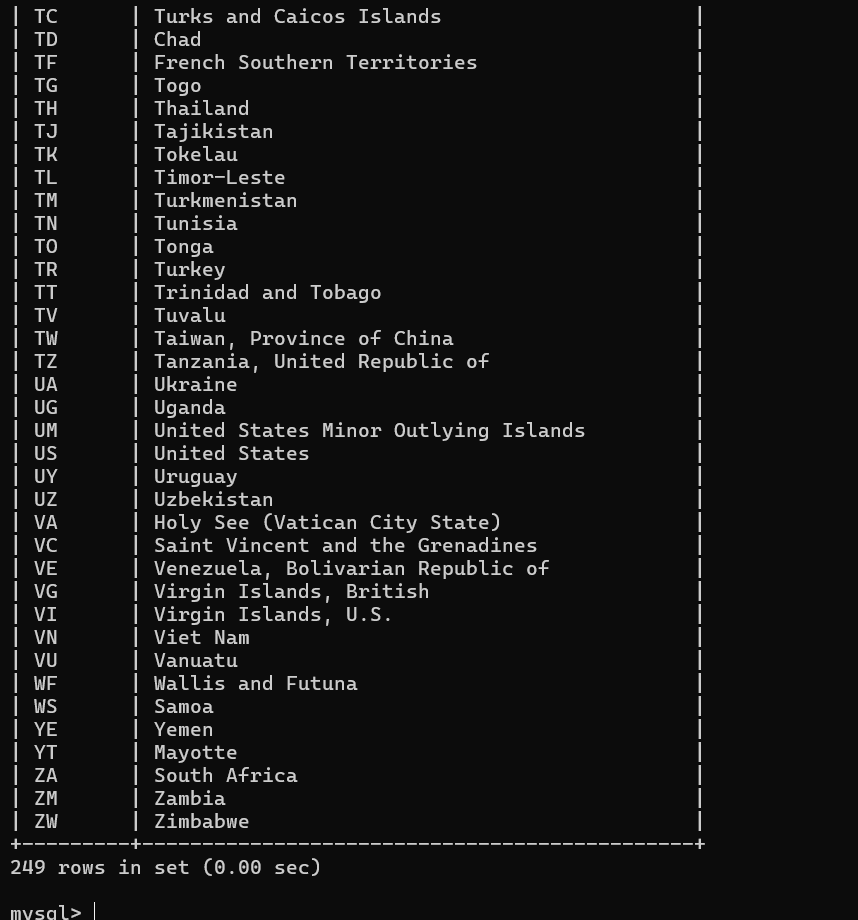 | TC | Turks and Caicos Islands |
| TD | Chad |
| TF | French Southern Territories |
| TG | Togo |
| TH | Thailand |
| TJ | Tajikistan |
| TK | Tokelau |
| TL | Timor-Leste |
| TM | Turkmenistan |
| TN | Tunisia |
| TO | Tonga |
| TR | Turkey |
| TT | Trinidad and Tobago |
| TV | Tuvalu |
| TW | Taiwan, Province of China |
| TZ | Tanzania, United Republic of |
| UA | Ukraine |
| UG | Uganda |
| UM | United States Minor Outlying Islands |
| US | United States |
| UY | Uruguay |
| UZ | Uzbekistan |
| VA | Holy See (Vatican City State) |
| VC | Saint Vincent and the Grenadines |
| VE | Venezuela, Bolivarian Republic of |
| VG | Virgin Islands, British |
| VI | Virgin Islands, U.S. |
| VN | Viet Nam |
| VU | Vanuatu |
| WF | Wallis and Futuna |
| WS | Samoa |
| YE | Yemen |
| YT | Mayotte |
| ZA | South Africa |
| ZM | Zambia |
| ZW | Zimbabwe |
+---------+----------------------------------------------+
249 rows in set (0.00 sec)
mysql>